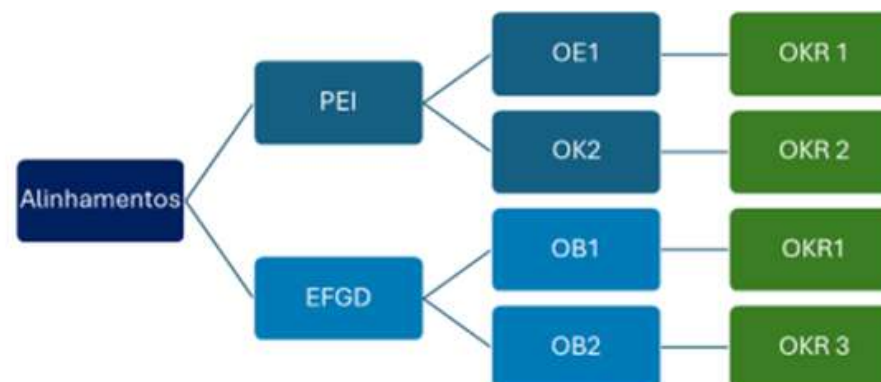 OE1
OKR 1
PEI
OK2
OKR 2
Alinhamentos
OB1
OKR1
EFGD
OB2
OKR 3